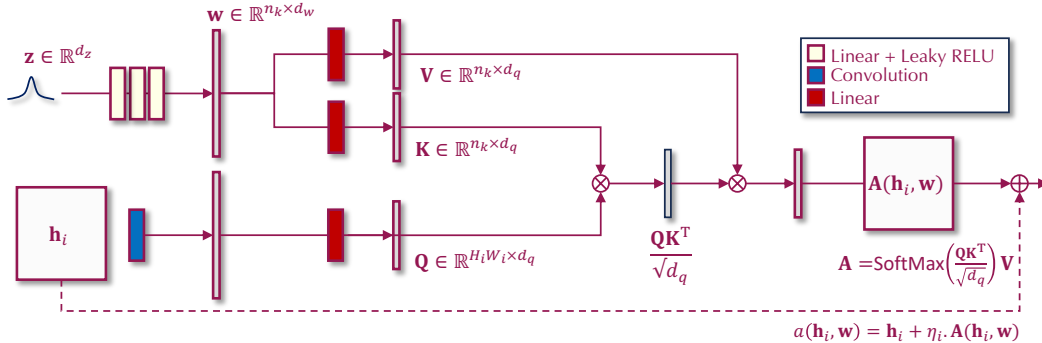 𝐰 ∈ ℝ^{n_k×d_w}
𝐳 ∈ ℝ^{d_z}
𝐕 ∈ ℝ^{n_k×d_q}
Linear + Leaky RELU
Convolution
Linear
𝐊 ∈ ℝ^{n_k×d_q}
𝐡_i
𝐐 ∈ ℝ^{H_iW_i×d_q}
𝐐𝐊^T
√d_q
𝐀(𝐡_i, 𝐰)
𝐀 =SoftMax(𝐐𝐊^T/√d_q) 𝐕
a(𝐡_i, 𝐰) = 𝐡_i + η_i. 𝐀(𝐡_i, 𝐰)